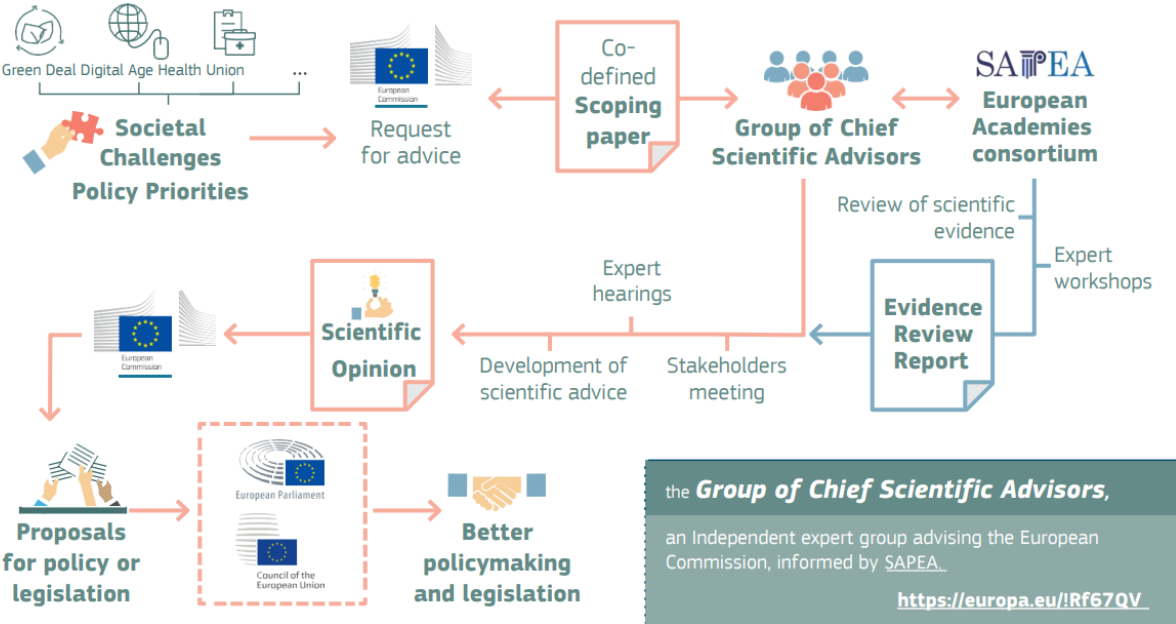 Green Deal Digital Age Health Union ...
Societal
Challenges
Policy Priorities
European
Commission
Request
for advice
Co-
defined
Scoping
paper
Group of Chief
Scientific Advisors
SAPEA
European
Academies
consortium
Review of scientific
evidence
Expert
workshops
Evidence
Review
Report
Expert
hearings
Development of
scientific advice
Stakeholders
meeting
Scientific
Opinion
European
Commission
Proposals
for policy or
legislation
European Parliament
Council of the
European Union
Better
policymaking
and legislation
the Group of Chief Scientific Advisors,
an Independent expert group advising the European
Commission, informed by SAPEA.
https://europa.eu/!Rf67QV